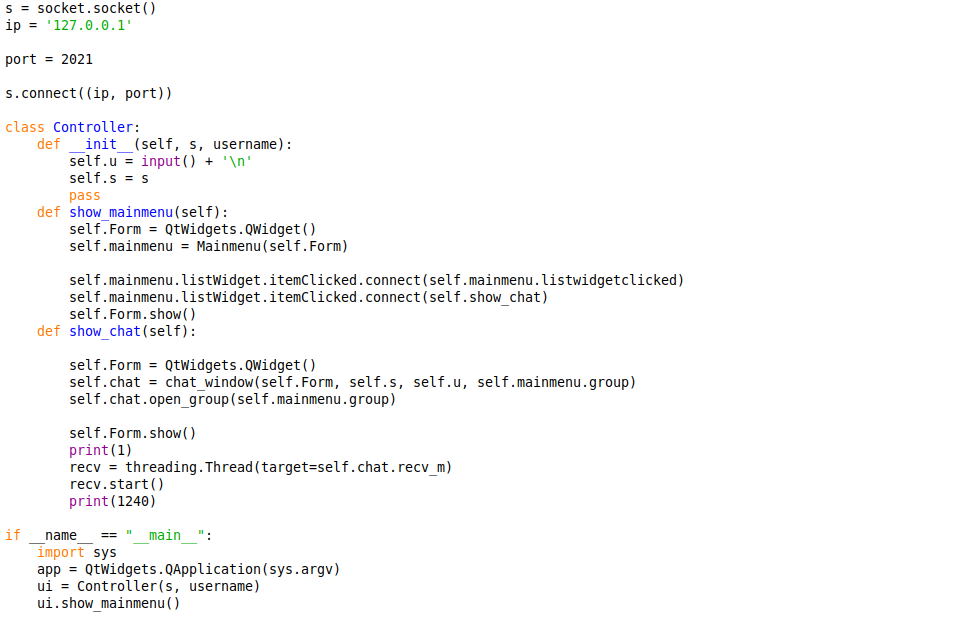 s = socket.socket()
ip = '127.0.0.1'
port = 2021
s.connect((ip, port))
class Controller:
    def __init__(self, s, username):
        self.u = input() + '\n'
        self.s = s
        pass
    def show_mainmenu(self):
        self.Form = QtWidgets.QWidget()
        self.mainmenu = Mainmenu(self.Form)
        self.mainmenu.listWidget.itemClicked.connect(self.mainmenu.listwidgetclicked)
        self.mainmenu.listWidget.itemClicked.connect(self.show_chat)
        self.Form.show()
    def show_chat(self):
        self.Form = QtWidgets.QWidget()
        self.chat = chat_window(self.Form, self.s, self.u, self.mainmenu.group)
        self.chat.open_group(self.mainmenu.group)
        self.Form.show()
        print(1)
        recv = threading.Thread(target=self.chat.recv_m)
        recv.start()
        print(1240)
if __name__ == "__main__":
    import sys
    app = QtWidgets.QApplication(sys.argv)
    ui = Controller(s, username)
    ui.show_mainmenu()